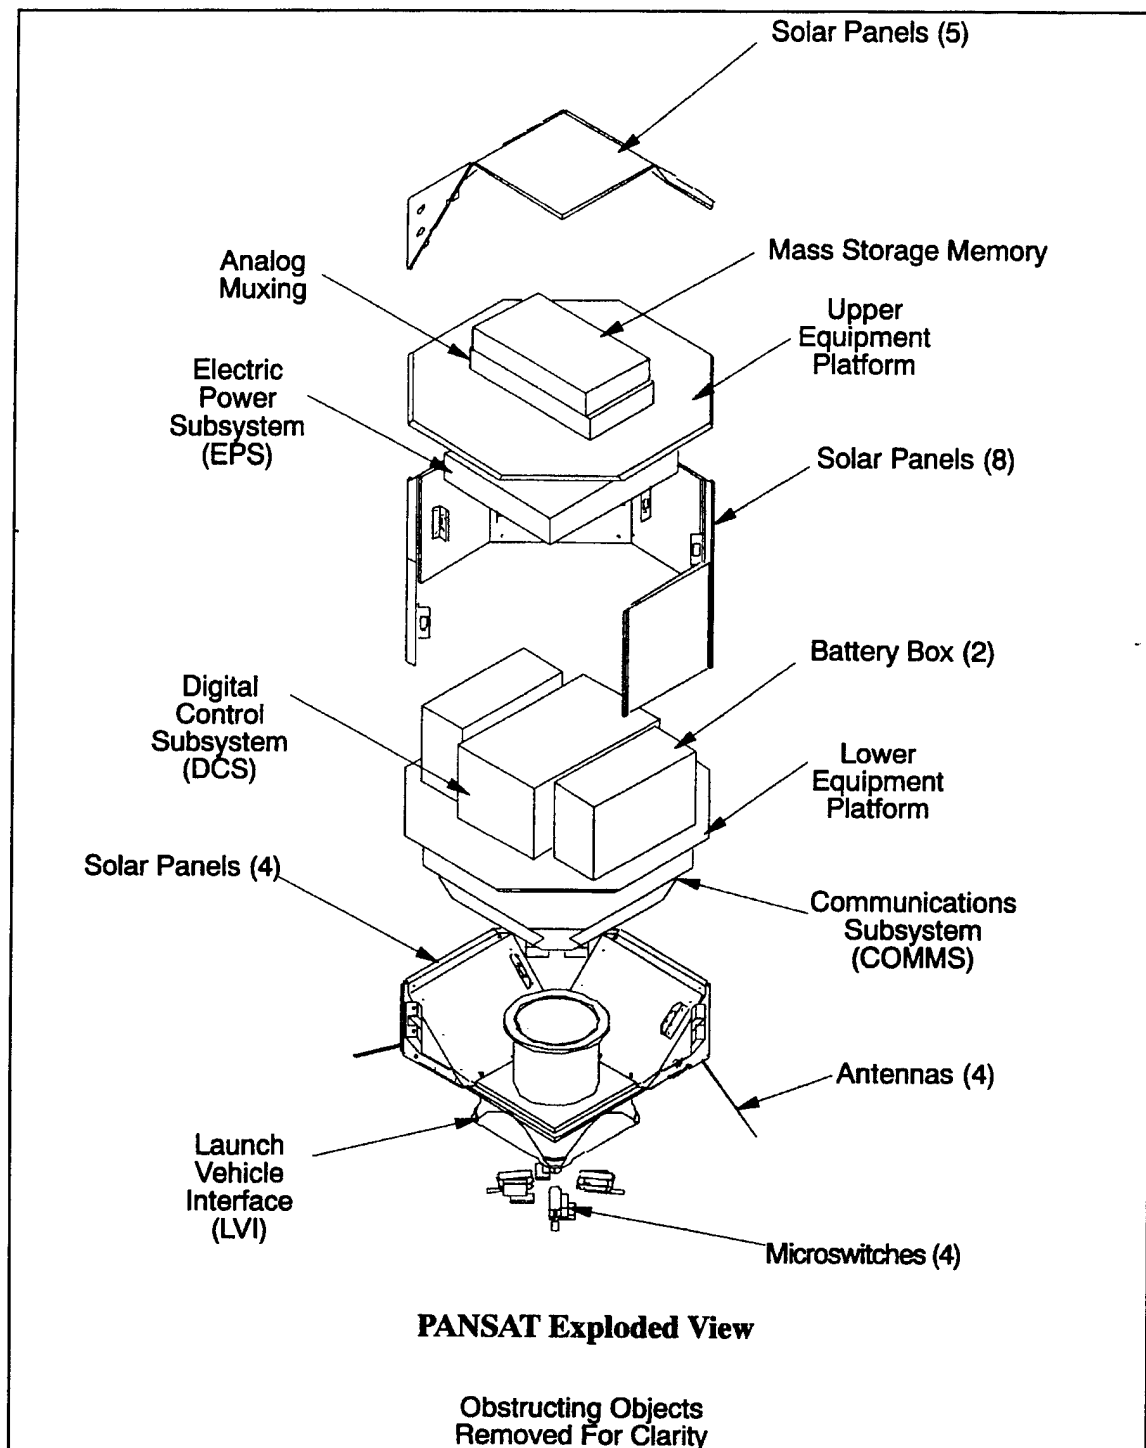 Solar Panels (5)
Analog
Muxing
Mass Storage Memory
Upper
Equipment
Platform
Electric
Power
Subsystem
(EPS)
Solar Panels (8)
Battery Box (2)
Digital
Control
Subsystem
(DCS)
Lower
Equipment
Platform
Solar Panels (4)
Communications
Subsystem
(COMMS)
Antennas (4)
Launch
Vehicle
Interface
(LVI)
Microswitches (4)
PANSAT Exploded View
Obstructing Objects
Removed For Clarity